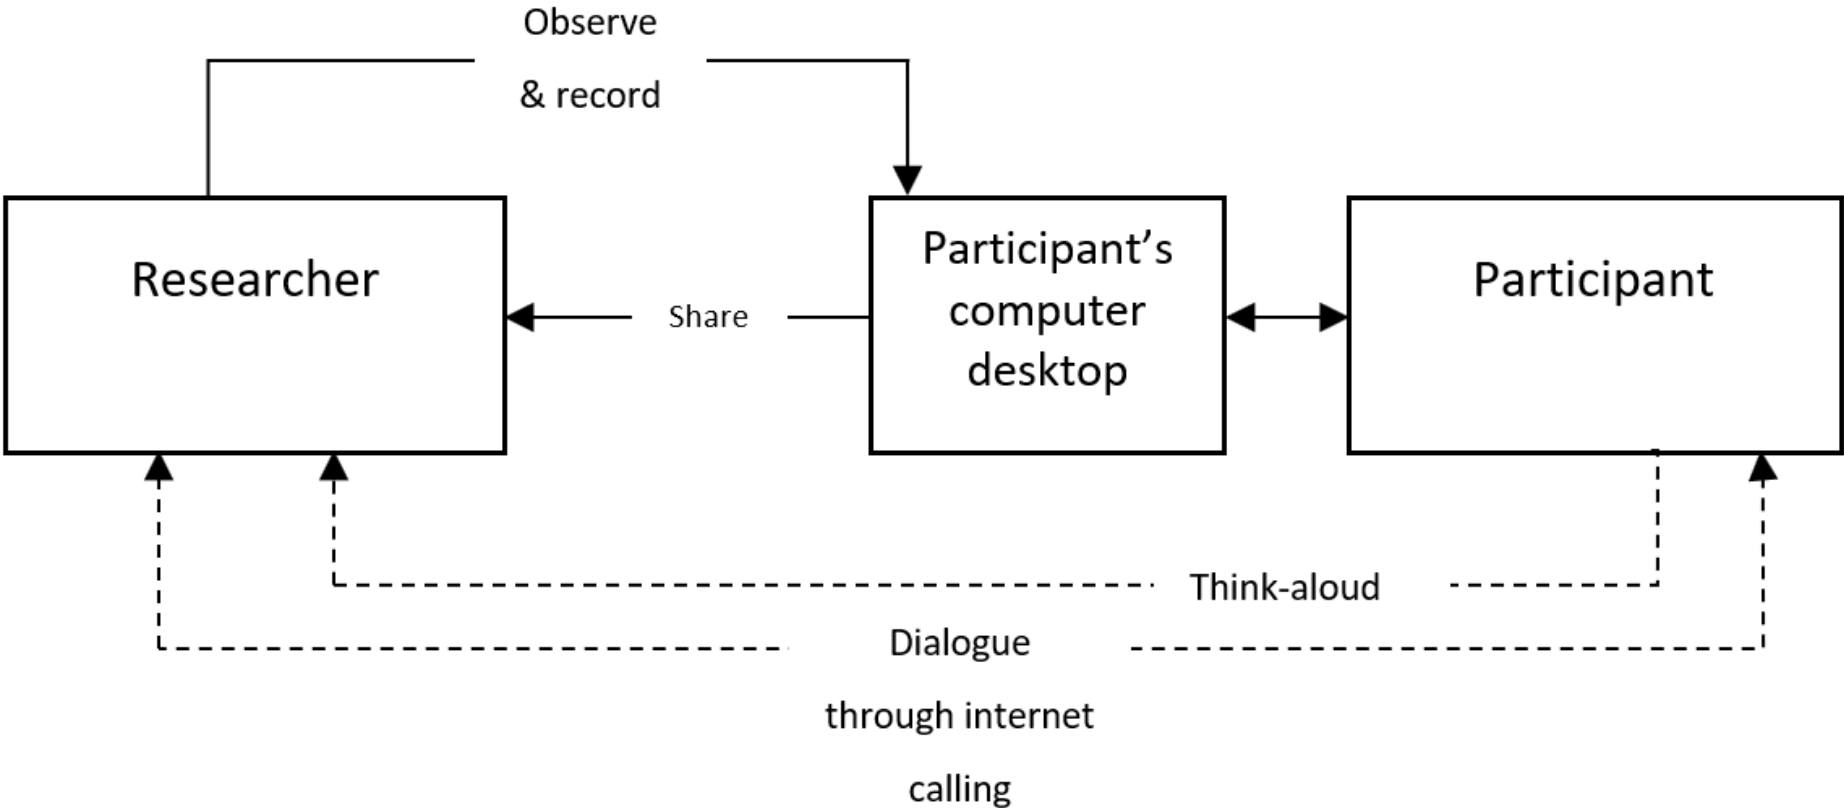 Observe
& record
Researcher
Share
Participant’s
computer
desktop
Participant
Think-aloud
Dialogue
through internet
calling